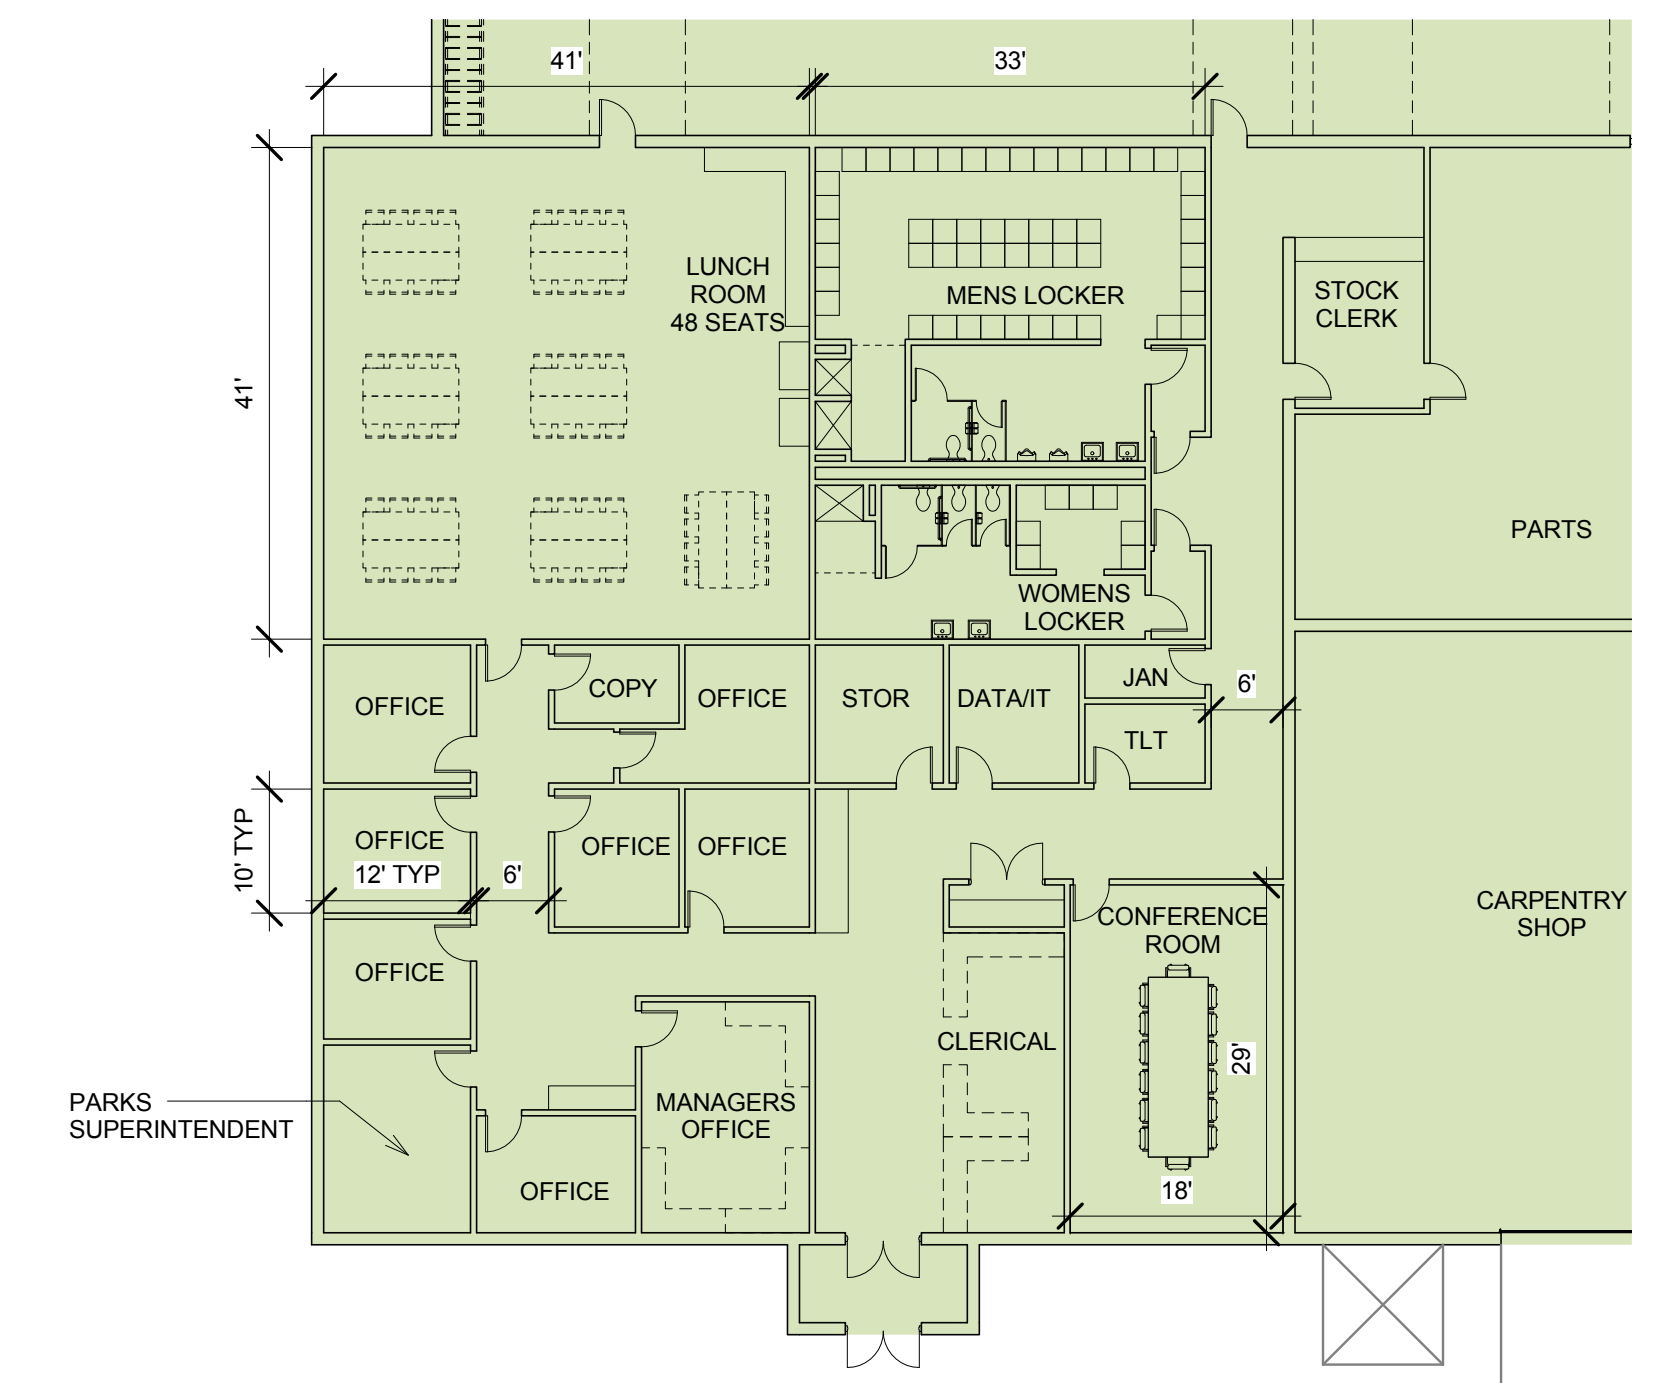 41'
33'
LUNCH
ROOM
48 SEATS
MENS LOCKER
STOCK
CLERK
41'
PARTS
WOMENS
LOCKER
OFFICE
COPY
OFFICE
STOR
DATA/IT
JAN
6'
TLT
10' TYP
OFFICE
12' TYP
6'
OFFICE
OFFICE
CARPENTRY
SHOP
CONFERENCE
ROOM
OFFICE
CLERICAL
29'
PARKS
SUPERINTENDENT
MANAGERS
OFFICE
OFFICE
18'